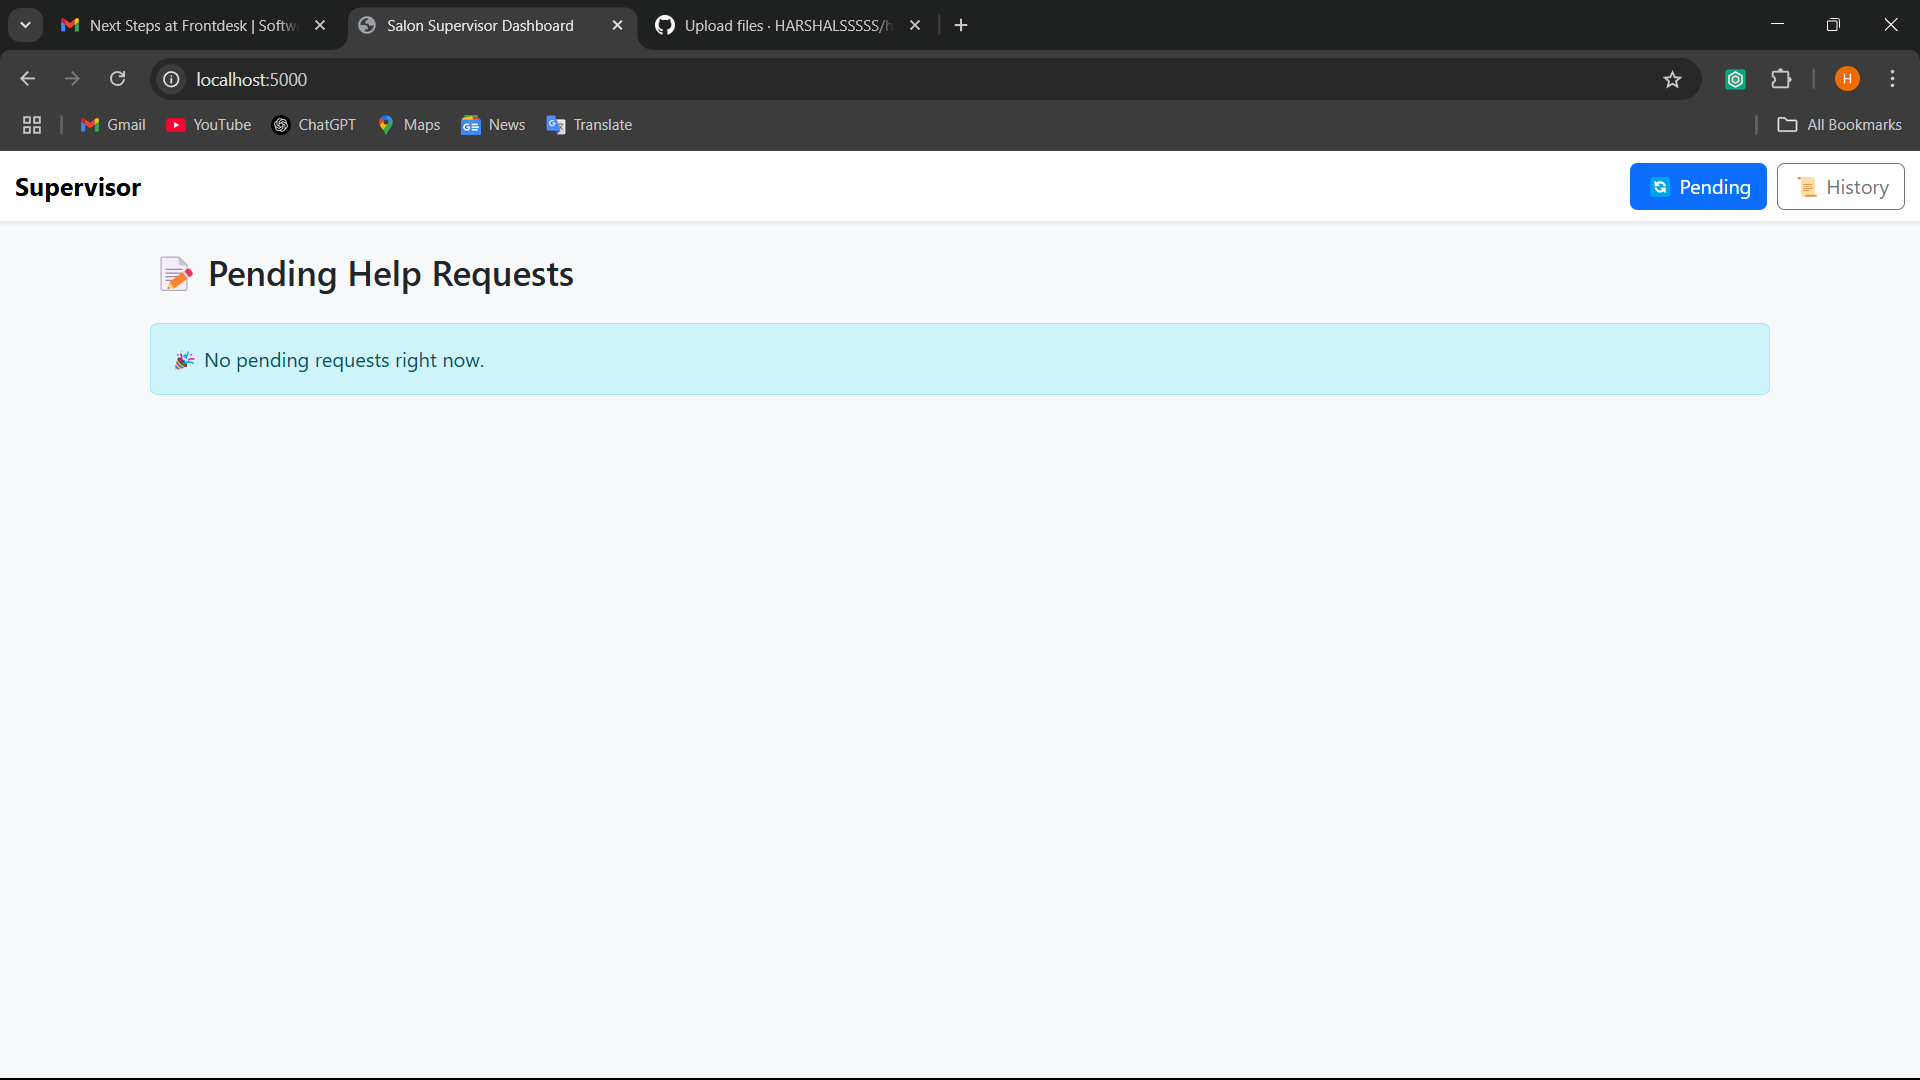 Next Steps at Frontdesk | Softw
Salon Supervisor Dashboard
Upload files · HARSHALSSSSS/h
localhost:5000
H
Gmail
YouTube
ChatGPT
Maps
News
Translate
All Bookmarks
Supervisor
Pending
History
Pending Help Requests
No pending requests right now.